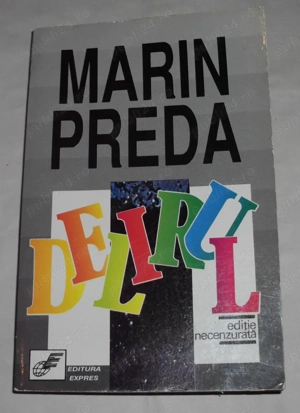 MARIN
PREDA
DELIRUL
ediție
necenzurată
EDITURA
EXPRES